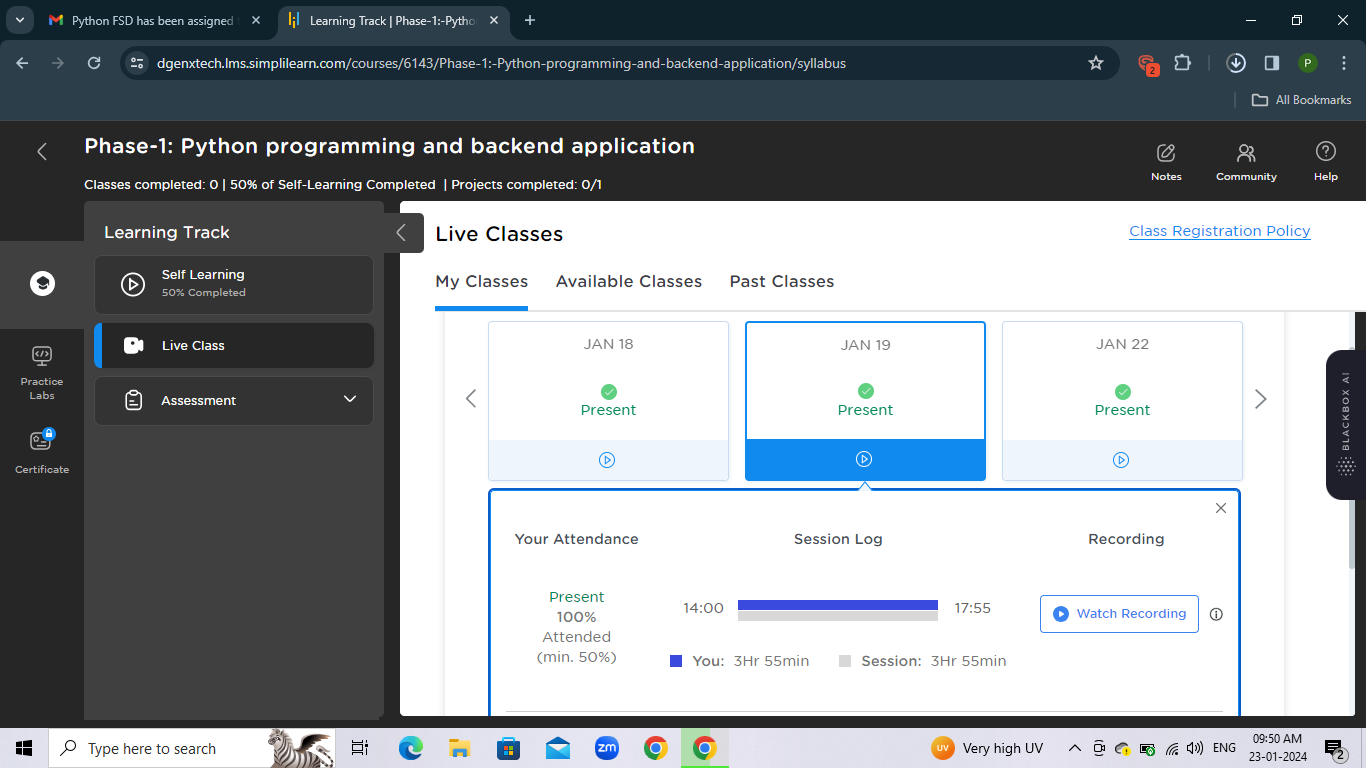 Python FSD has been assigned t
Learning Track | Phase-1:-Pytho
dgenxtech.lms.simplilearn.com/courses/6143/Phase-1:-Python-programming-and-backend-application/syllabus
2
P
All Bookmarks
Phase-1: Python programming and backend application
Classes completed: 0 | 50% of Self-Learning Completed | Projects completed: 0/1
Notes
Community
Help
Learning Track
Self Learning
50% Completed
Live Class
Assessment
Practice
Labs
Certificate
Live Classes
Class Registration Policy
My Classes Available Classes Past Classes
JAN 18 JAN 19 JAN 22
Present Present Present
Your Attendance Session Log Recording
Present
100%
Attended
(min. 50%)
14:00 17:55
You: 3Hr 55min Session: 3Hr 55min
Watch Recording
BLACKBOX AI
Type here to search
zm
UV
Very high UV
ENG
09:50 AM
23-01-2024
2